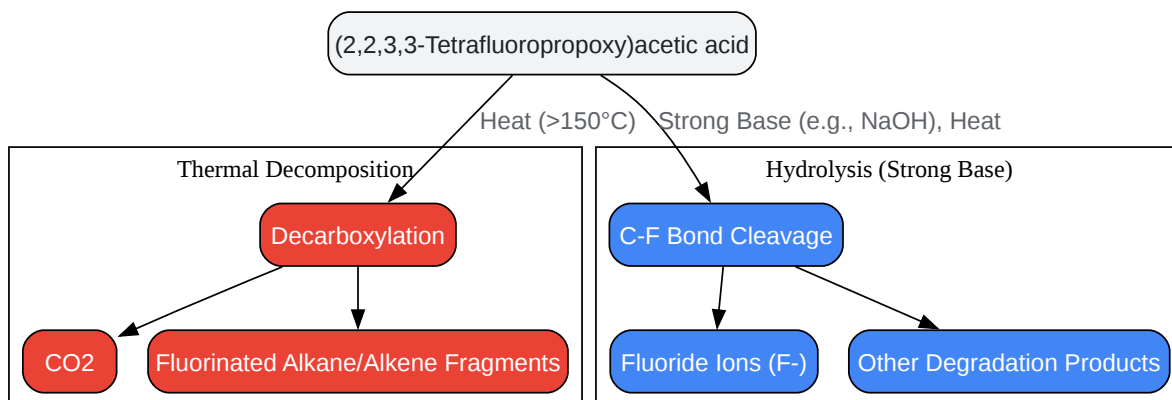 (2,2,3,3-Tetrafluoropropoxy)acetic acid
Heat (>150°C)
Strong Base (e.g., NaOH), Heat
Thermal Decomposition
Hydrolysis (Strong Base)
Decarboxylation
C-F Bond Cleavage
CO2
Fluorinated Alkane/Alkene Fragments
Fluoride Ions (F-)
Other Degradation Products